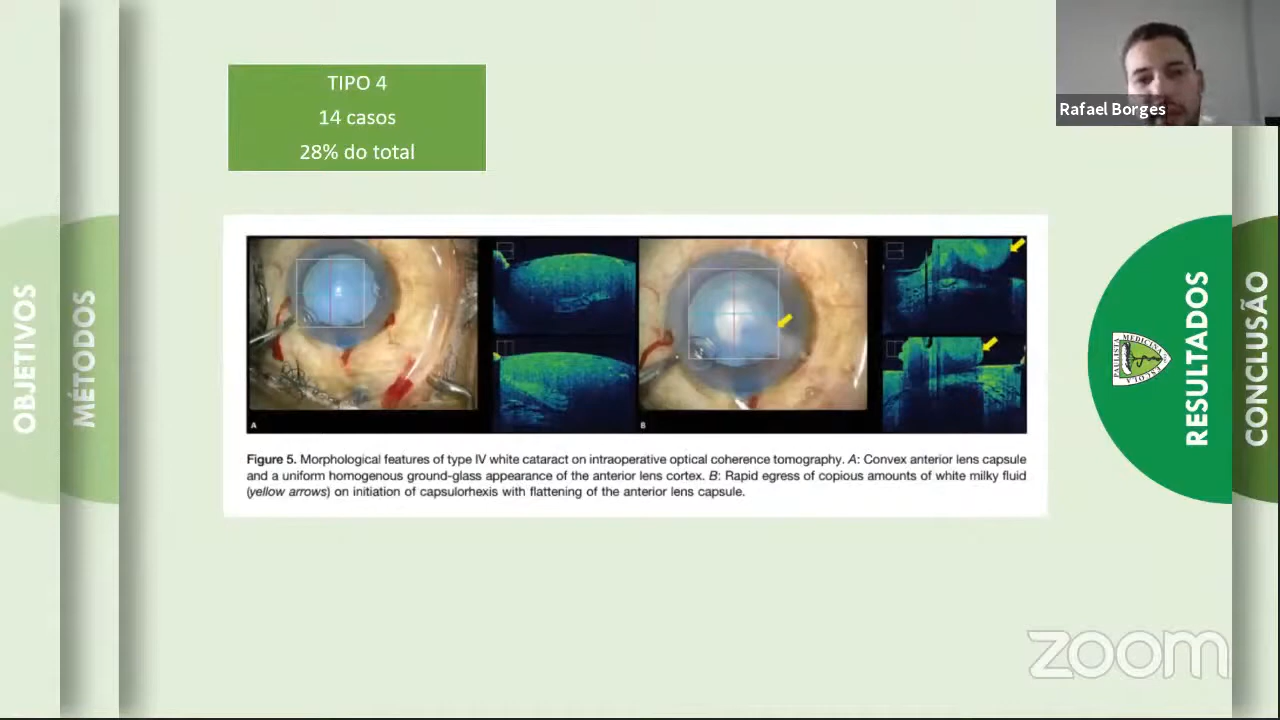 TIPO 4
14 casos
28% do total
Rafael Borges
OBJETIVOS
MÉTODOS
A
B
Figure 5. Morphological features of type IV white cataract on intraoperative optical coherence tomography. A: Convex anterior lens capsule
and a uniform homogenous ground-glass appearance of the anterior lens cortex. B: Rapid egress of copious amounts of white milky fluid
(yellow arrows) on initiation of capsulorhexis with flattening of the anterior lens capsule.
ESCOLA
PAULISTA
MEDICINA
RESULTADOS
CONCLUSÃO
zoom